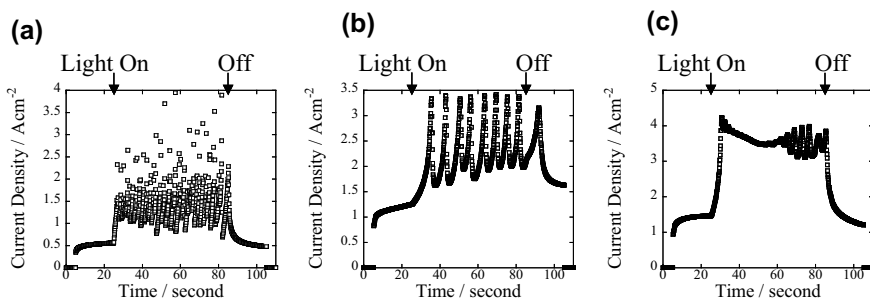 (a)
Light On Off
Current Density / Acm-2
4
3.5
3
2.5
2
1.5
1
0.5
0
0 20 40 60 80 100
Time / second
(b)
Light On Off
Current Density / Acm-2
3.5
3
2.5
2
1.5
1
0.5
0 20 40 60 80 100
Time / second
(c)
Light On Off
Current Density / Acm-2
5
4
3
2
1
0
0 20 40 60 80 100
Time / second